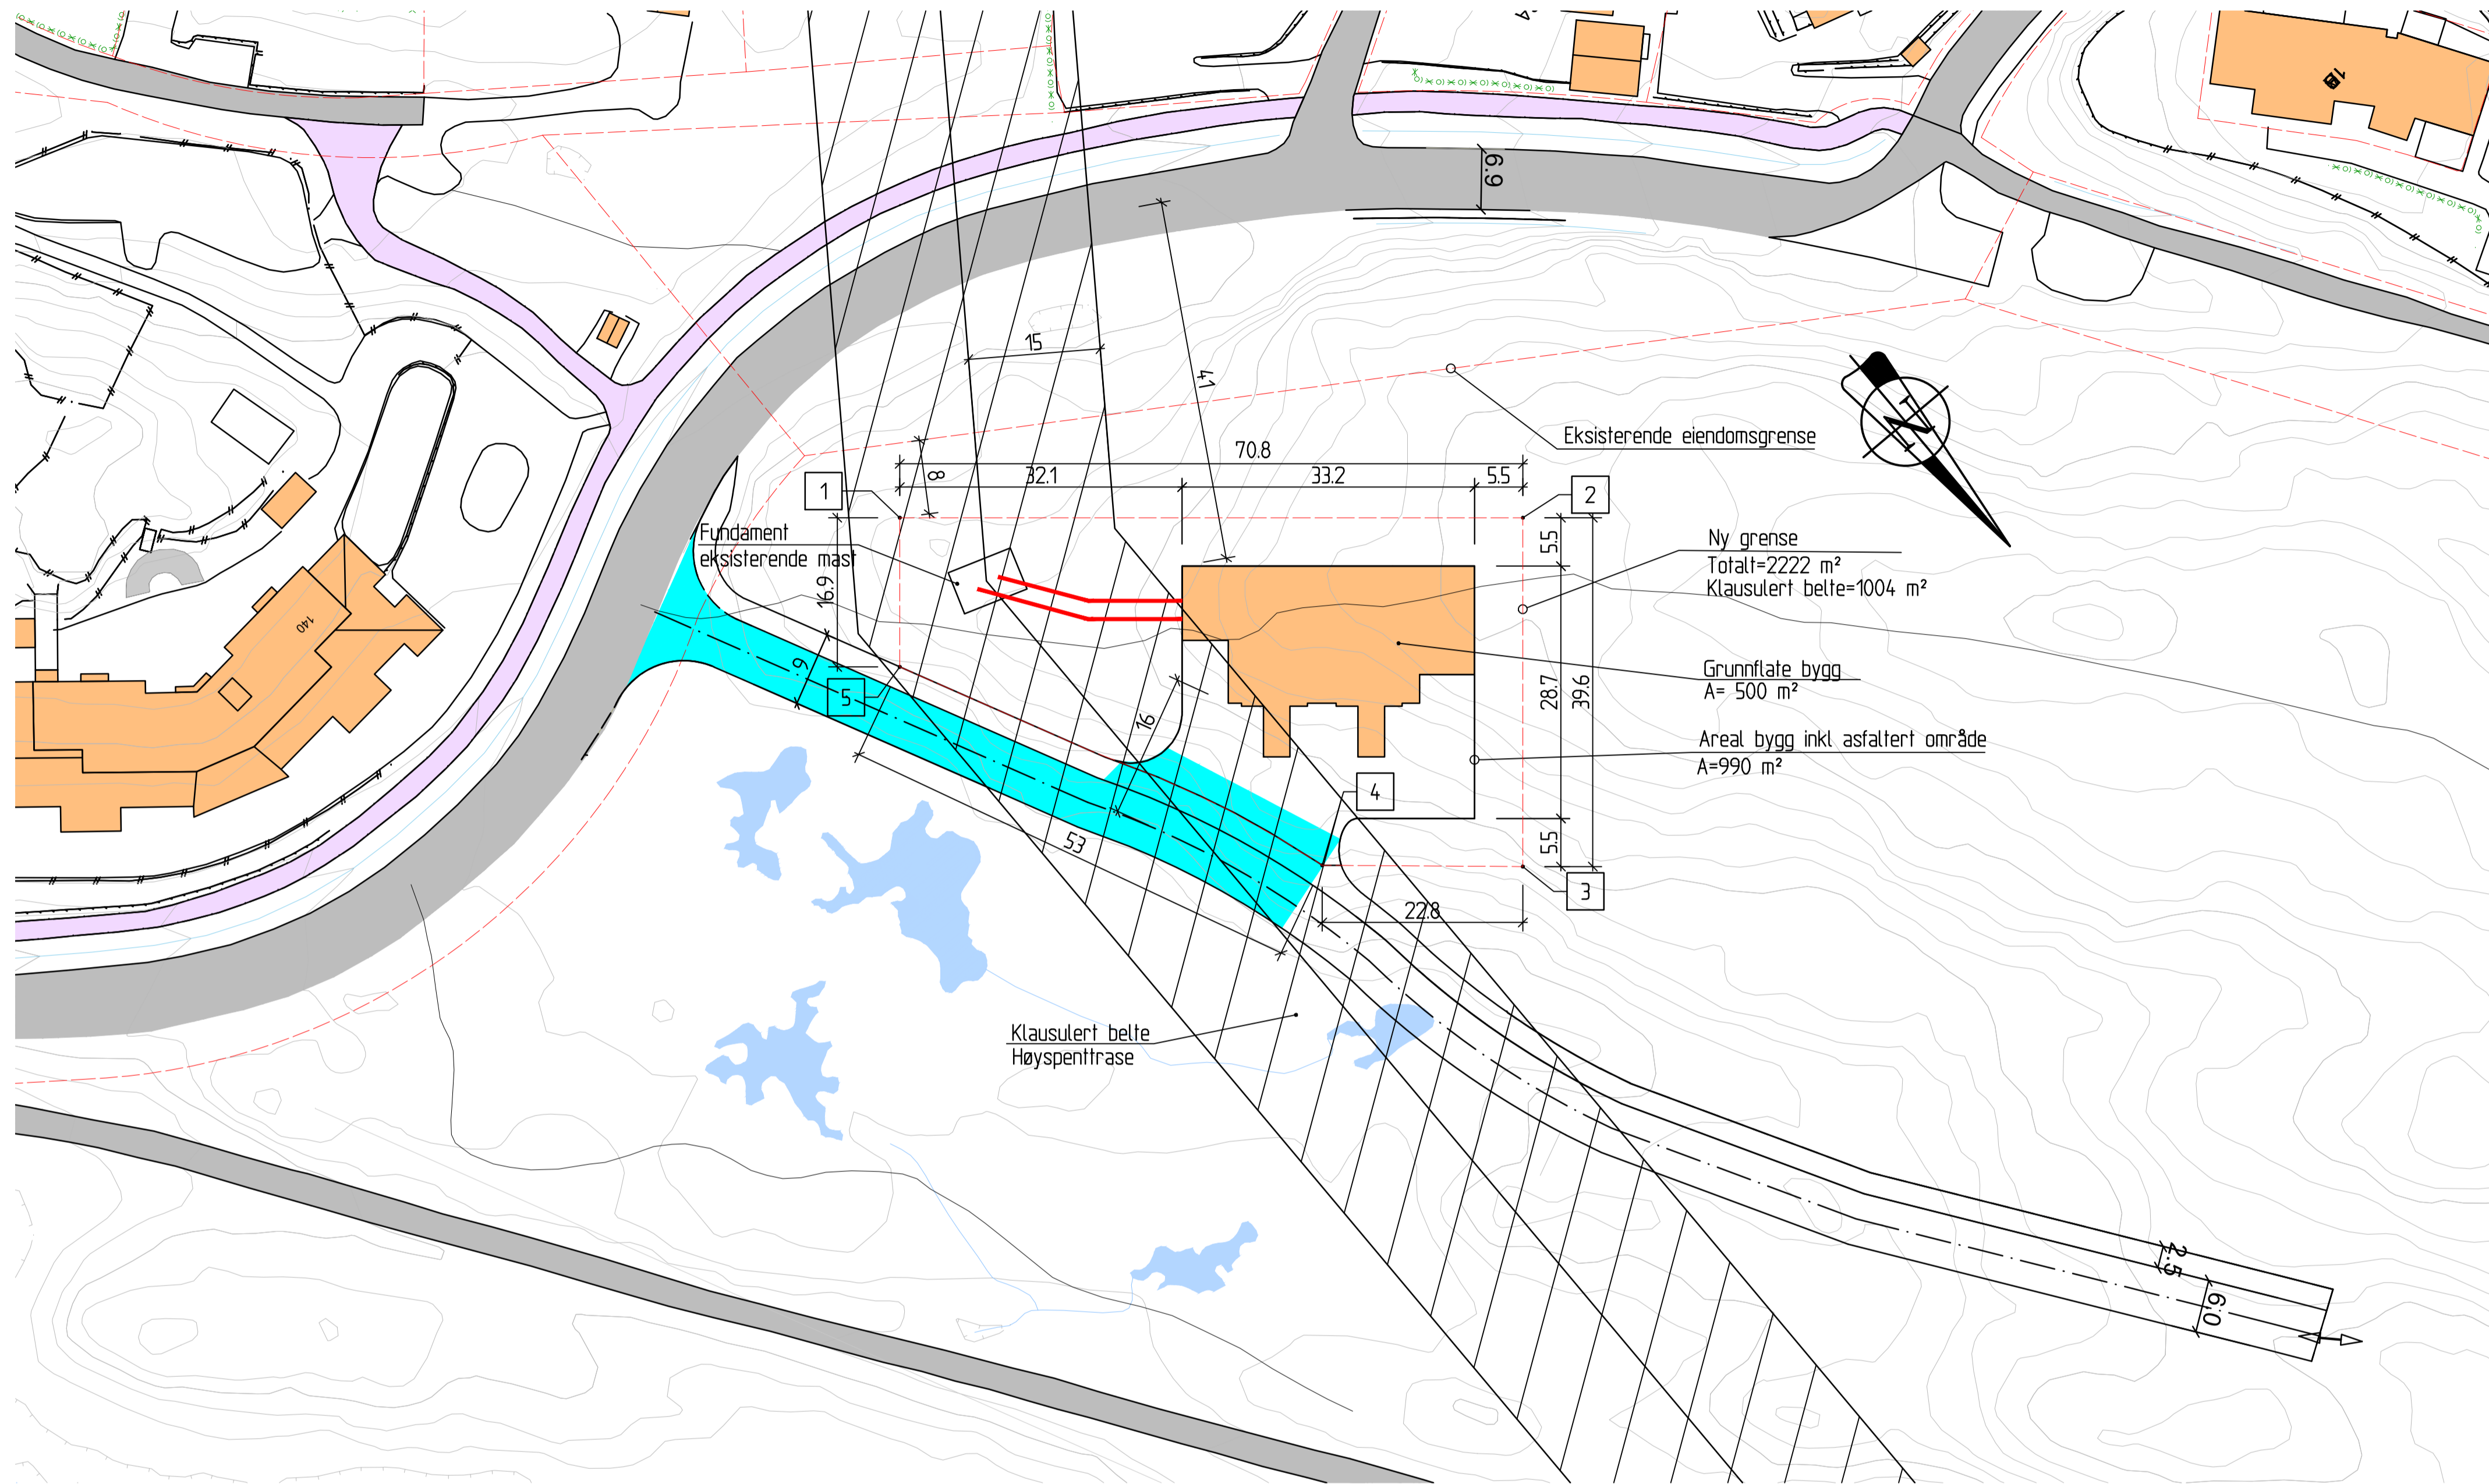 6.9
15
41
Eksisterende eiendomsgrense
N
70.8
32.1
33.2
5.5
8
1
2
Fundament
eksisterende mast
16.9
5.5
Ny grense
Totalt=2222 m²
Klausulert belte=1004 m²
140
9
5
16
28.7
39.6
Grunnflate bygg
A= 500 m²
Areal bygg inkl asfaltert område
A=990 m²
4
53
5.5
3
22.8
Klausulert belte
Høyspenttrase
2.5
6.0